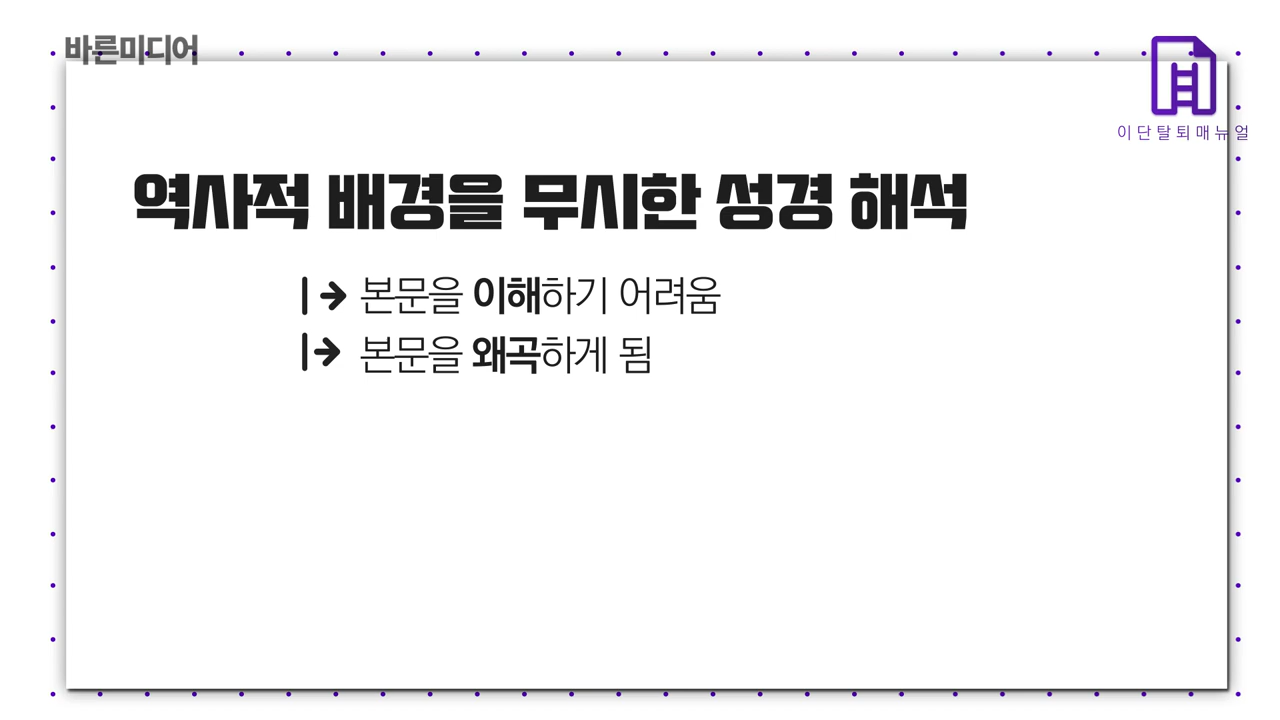 바른미디어
이단탈퇴매뉴얼
역사적 배경을 무시한 성경 해석
본문을 이해하기 어려움
본문을 왜곡하게 됨